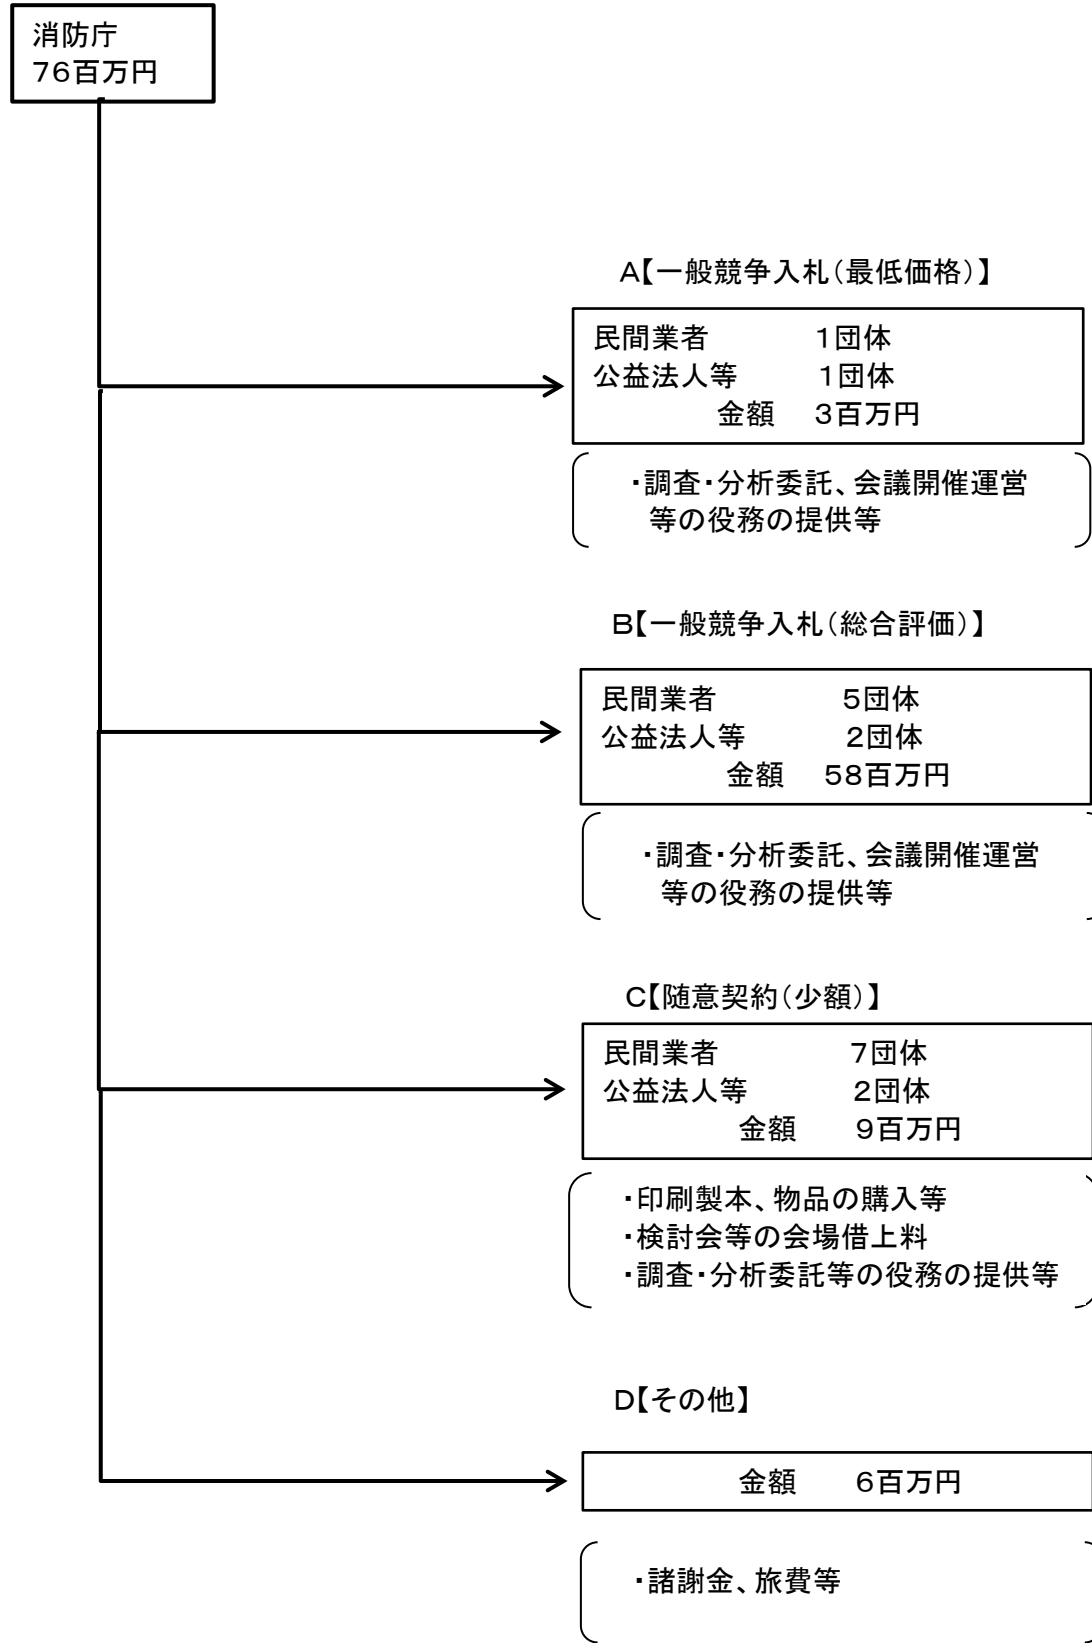 消防庁
76百万円
A【一般競争入札(最低価格)】
民間業者 1団体
公益法人等 1団体
金額 3百万円
・調査・分析委託、会議開催運営
等の役務の提供等
B【一般競争入札(総合評価)】
民間業者 5団体
公益法人等 2団体
金額 58百万円
・調査・分析委託、会議開催運営
等の役務の提供等
C【随意契約(少額)】
民間業者 7団体
公益法人等 2団体
金額 9百万円
・印刷製本、物品の購入等
・検討会等の会場借上料
・調査・分析委託等の役務の提供等
D【その他】
金額 6百万円
・諸謝金、旅費等